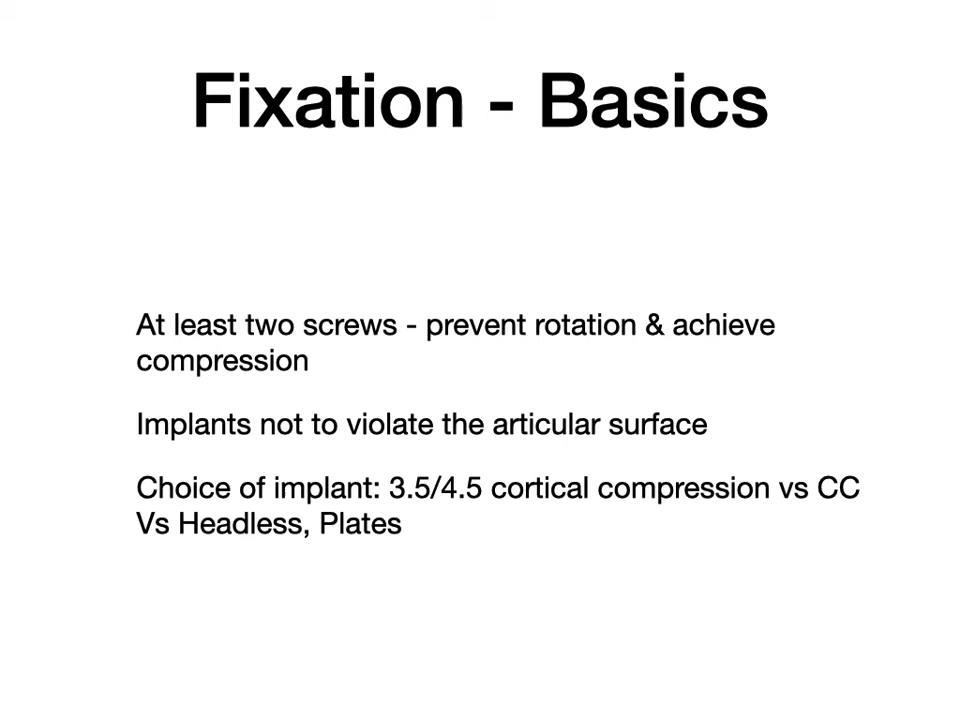 Fixation - Basics
At least two screws - prevent rotation & achieve
compression
Implants not to violate the articular surface
Choice of implant: 3.5/4.5 cortical compression vs CC
Vs Headless, Plates